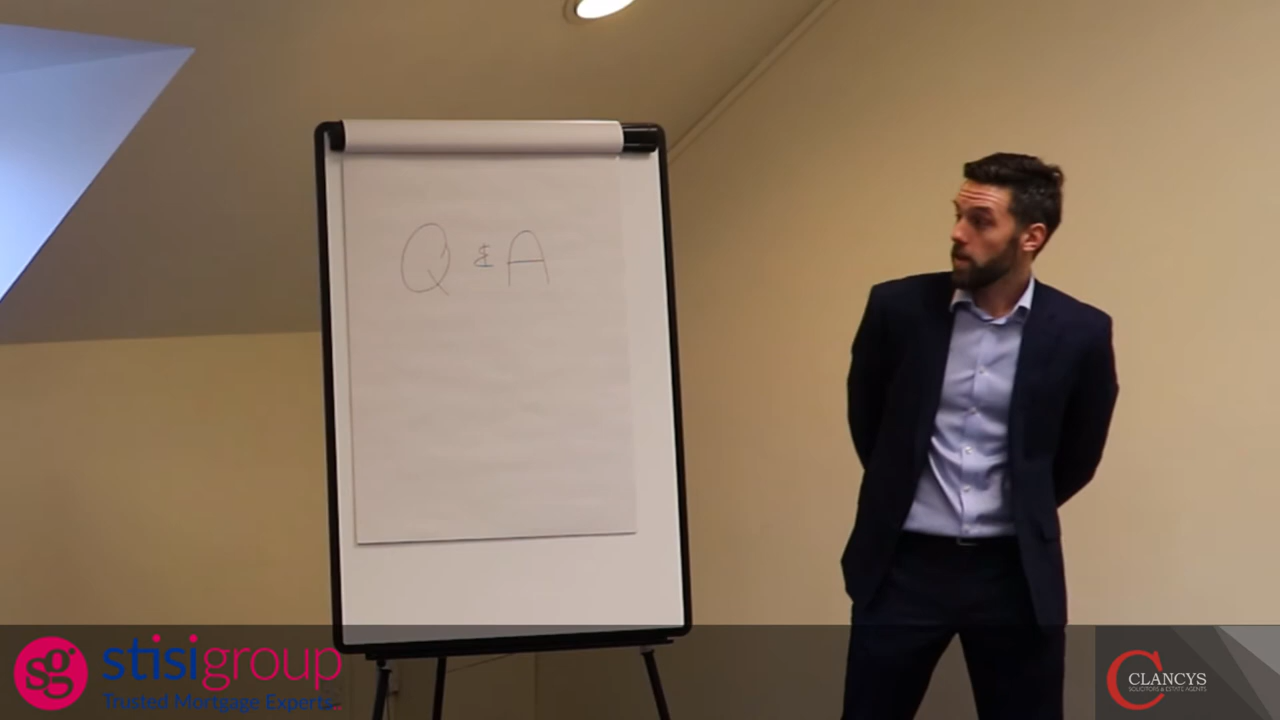 Q & A
sg stisigroup
Trusted Mortgage Experts
CLANCYS
SOLICITORS & ESTATE AGENTS